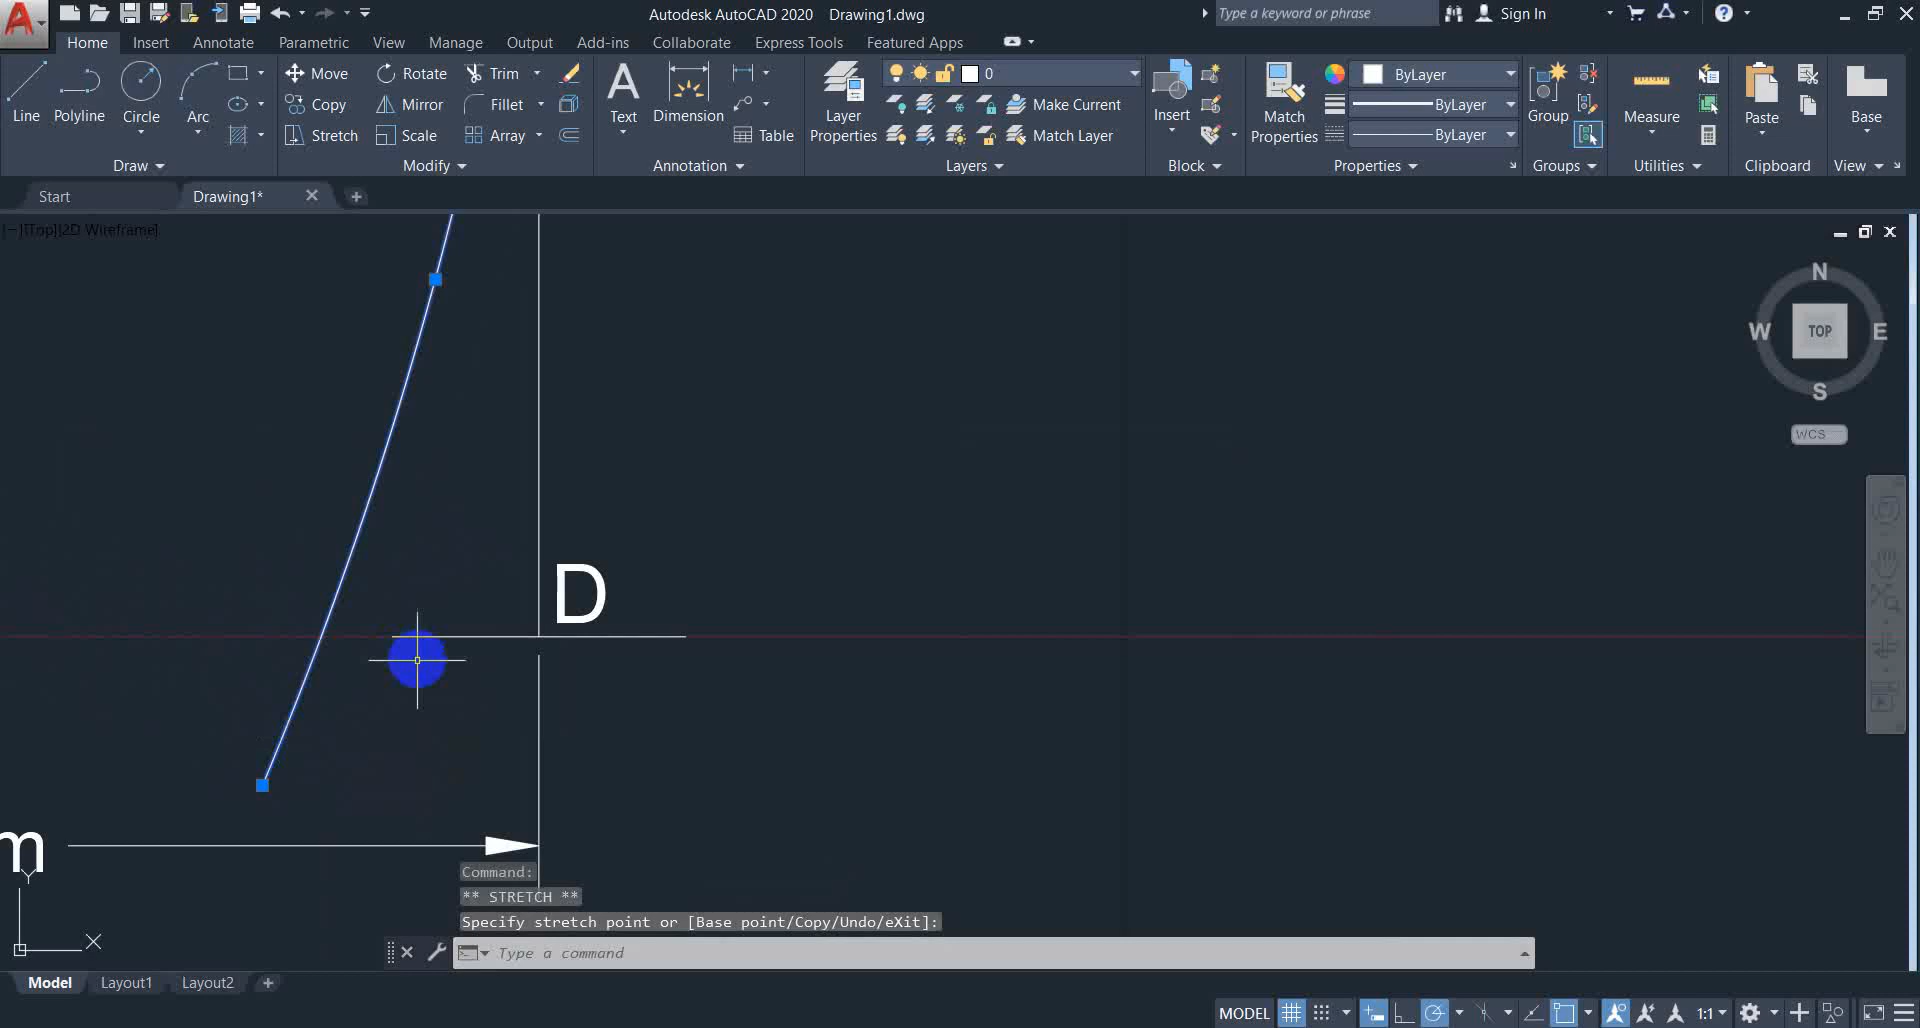 Autodesk AutoCAD 2020 Drawing1.dwg
Type a keyword or phrase
Sign In
Home Insert Annotate Parametric View Manage Output Add-ins Collaborate Express Tools Featured Apps
Line Polyline Circle Arc
Move Rotate Trim
Copy Mirror Fillet
Stretch Scale Array
Text Dimension Table
Layer Properties
0
Make Current
Match Layer
Insert
Match Properties
ByLayer
ByLayer
ByLayer
Group
Measure
Paste
Base
Draw Modify Annotation Layers Block Properties Groups Utilities Clipboard View
Start Drawing1*
[−][Top][2D Wireframe]
N
W TOP E
S
WCS
D
m
Y
X
Command:
** STRETCH **
Specify stretch point or [Base point/Copy/Undo/eXit]:
Type a command
Model Layout1 Layout2
MODEL 1:1